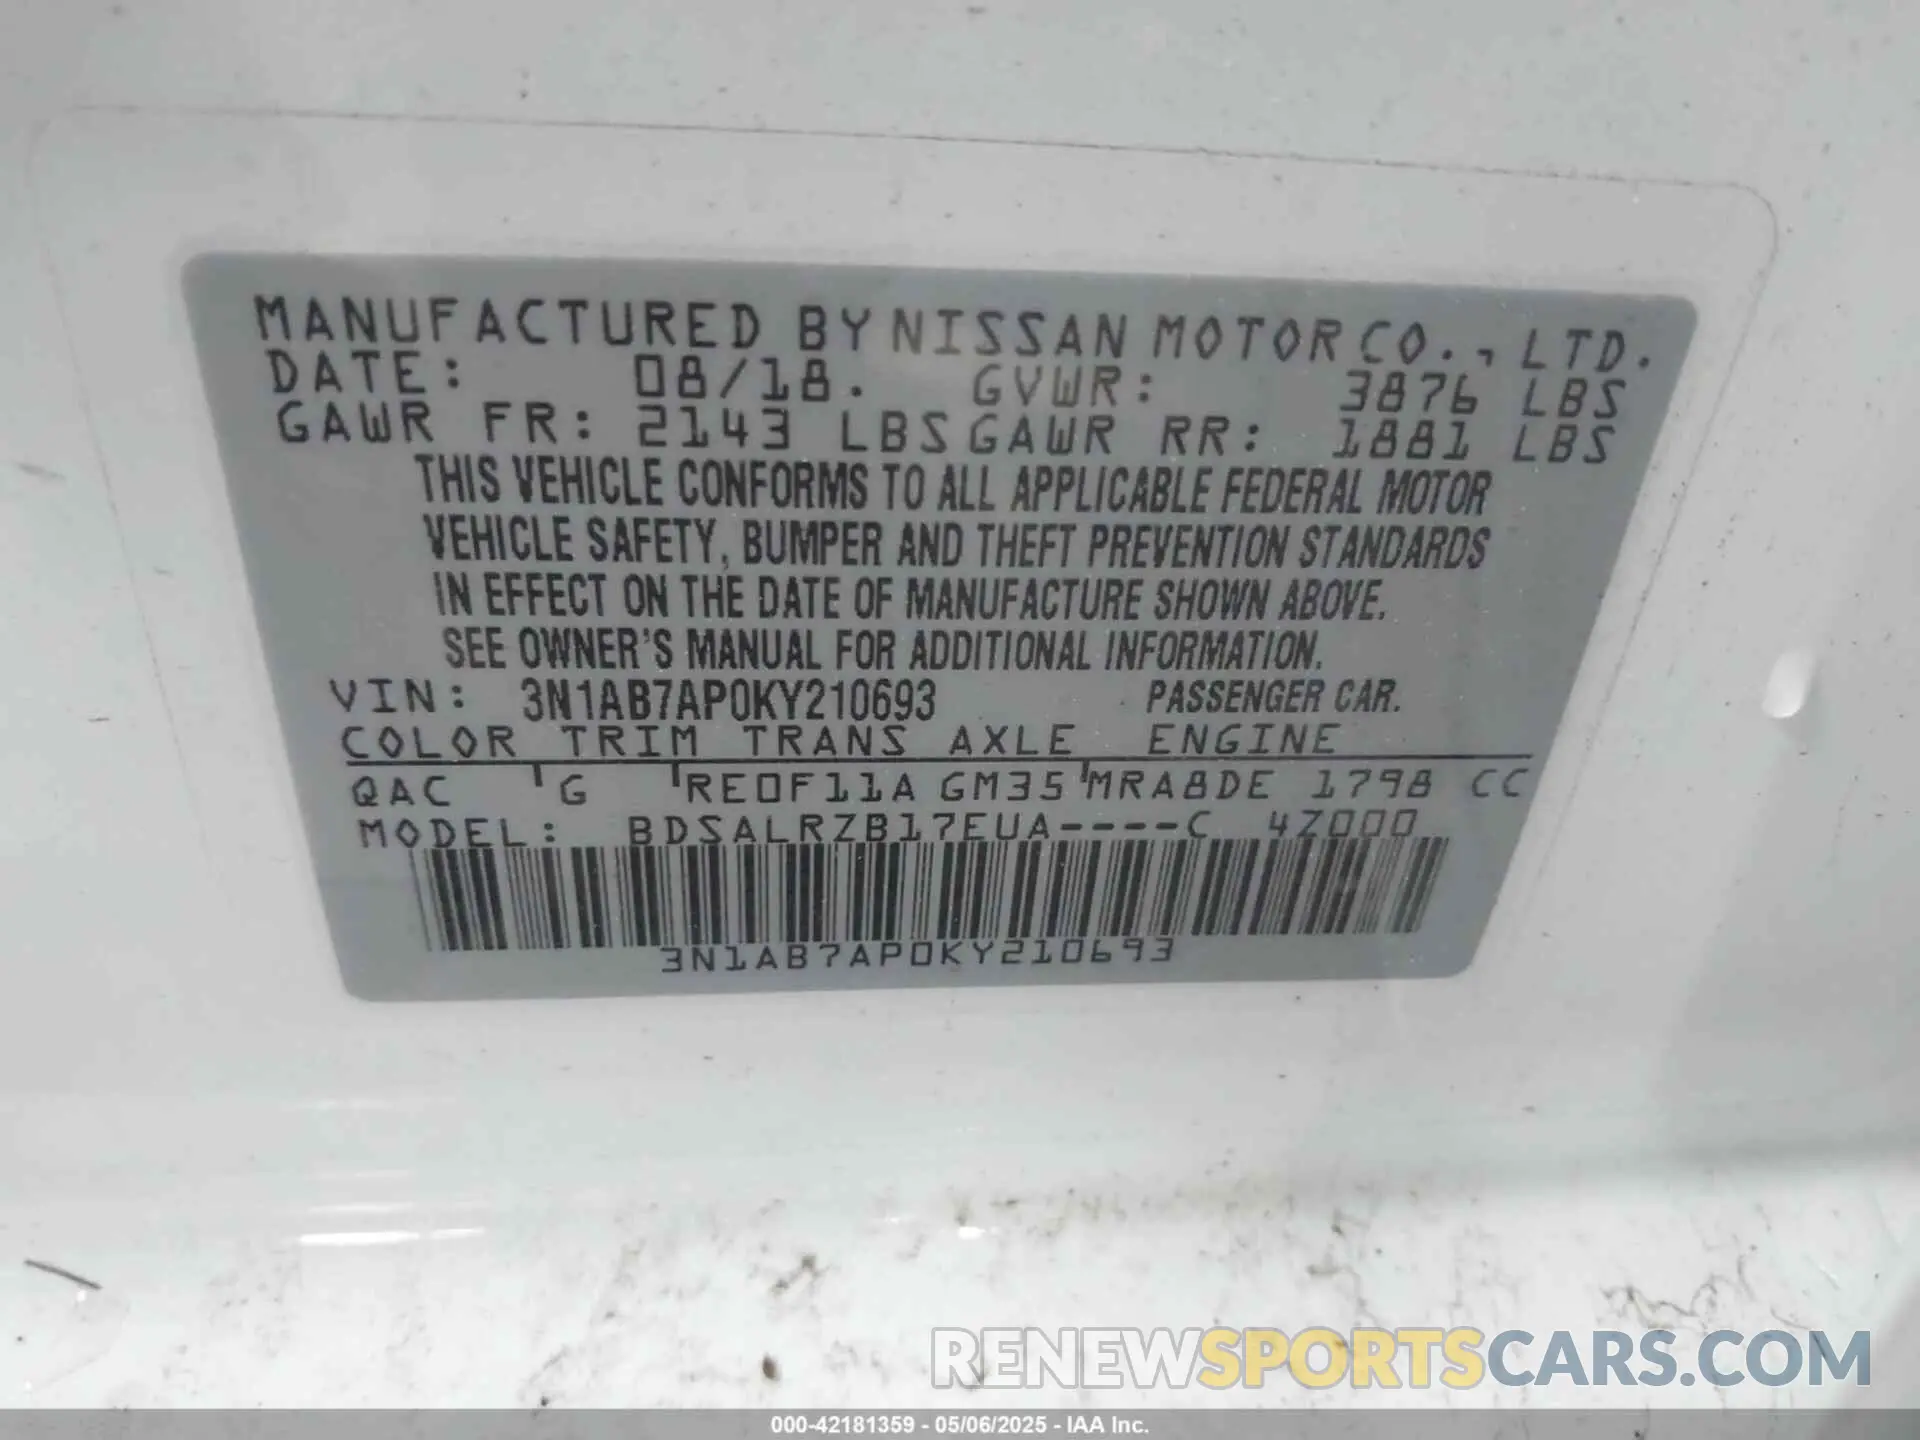 MANUFACTURED BY NISSAN MOTOR CO., LTD.
DATE: 08/18. GVWR: 3876 LBS
GAWR FR: 2143 LBS GAWR RR: 1881 LBS
THIS VEHICLE CONFORMS TO ALL APPLICABLE FEDERAL MOTOR
VEHICLE SAFETY, BUMPER AND THEFT PREVENTION STANDARDS
IN EFFECT ON THE DATE OF MANUFACTURE SHOWN ABOVE.
SEE OWNER'S MANUAL FOR ADDITIONAL INFORMATION.
VIN: 3N1AB7AP0KY210693 PASSENGER CAR.
COLOR TRIM TRANS AXLE ENGINE
QAC G RE0F11A GM35 MRA8DE 1798 CC
MODEL: BDSALRZB17EUA----C 4Z000
3N1AB7AP0KY210693
RENEWSPORTSCARS.COM
000-42181359 - 05/06/2025 - IAA Inc.